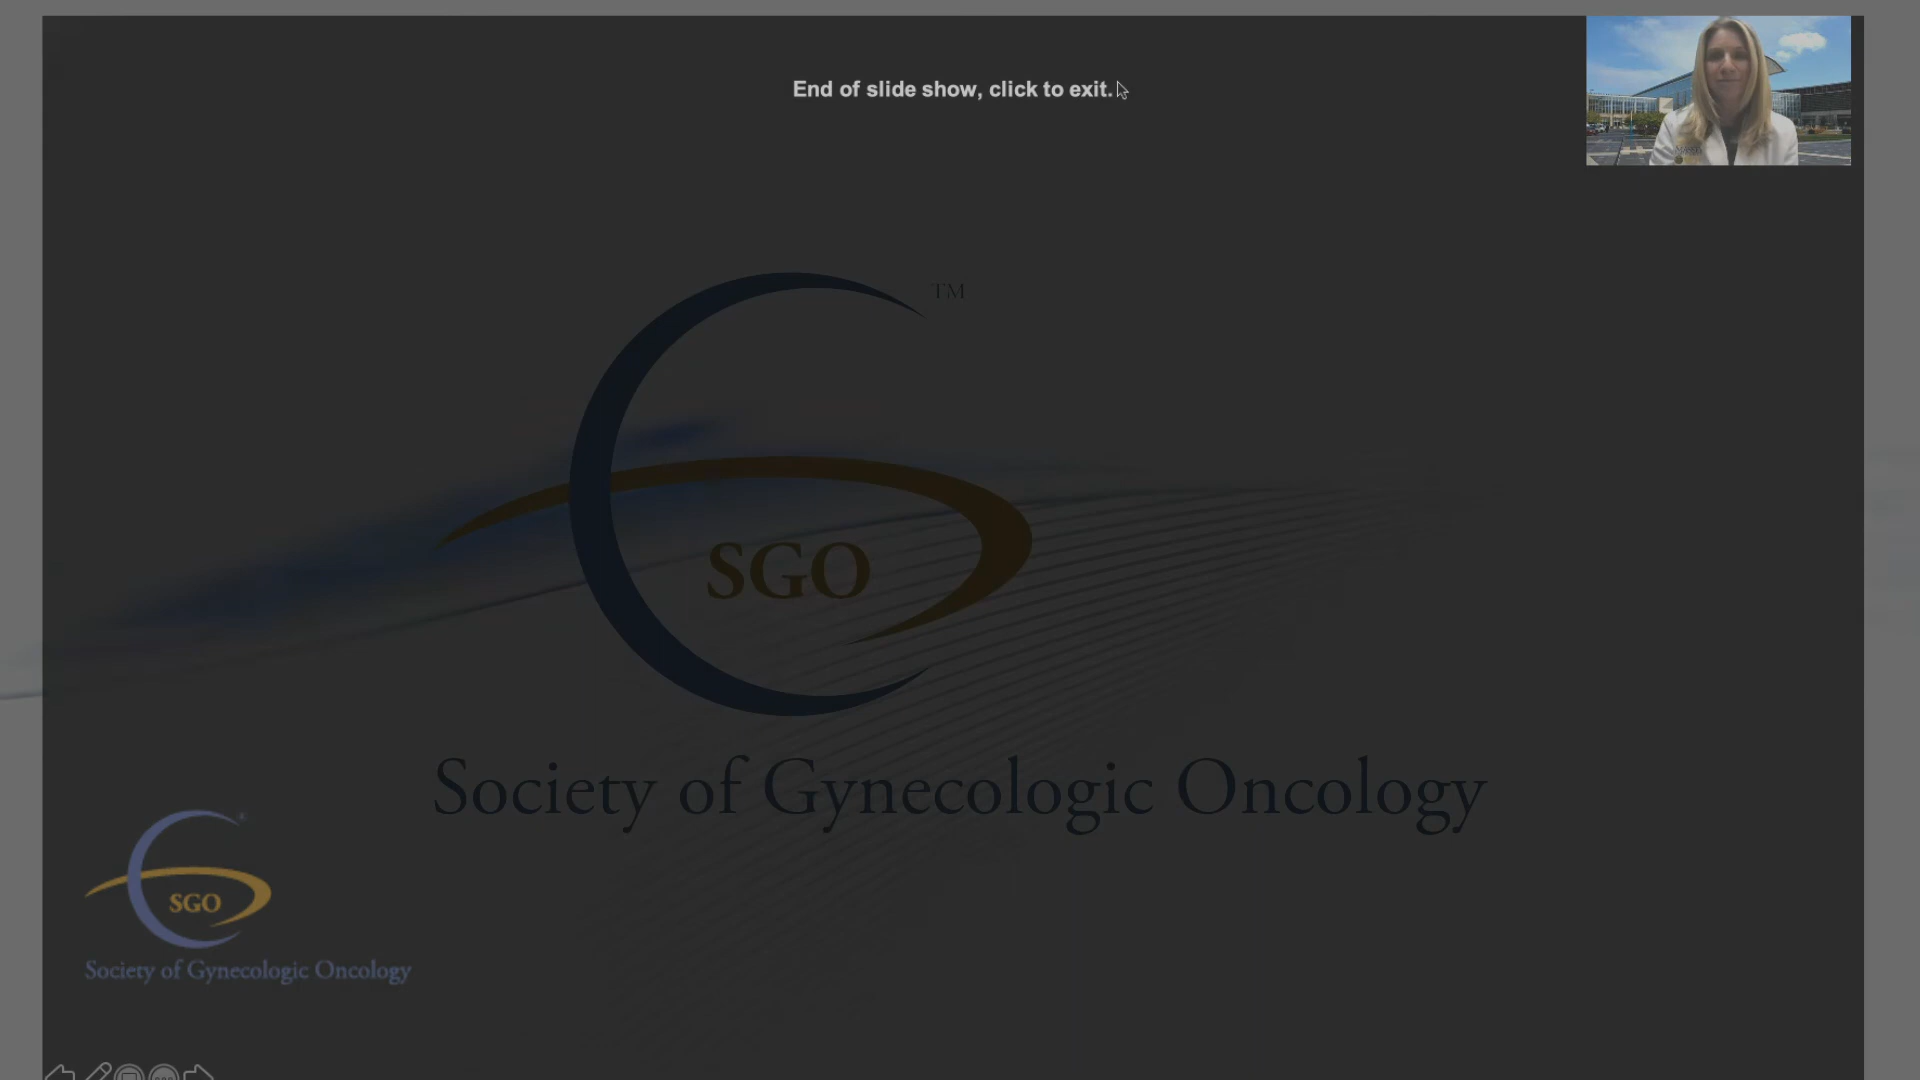 End of slide show, click to exit.
TM
SGO
Society of Gynecologic Oncology
SGO
Society of Gynecologic Oncology